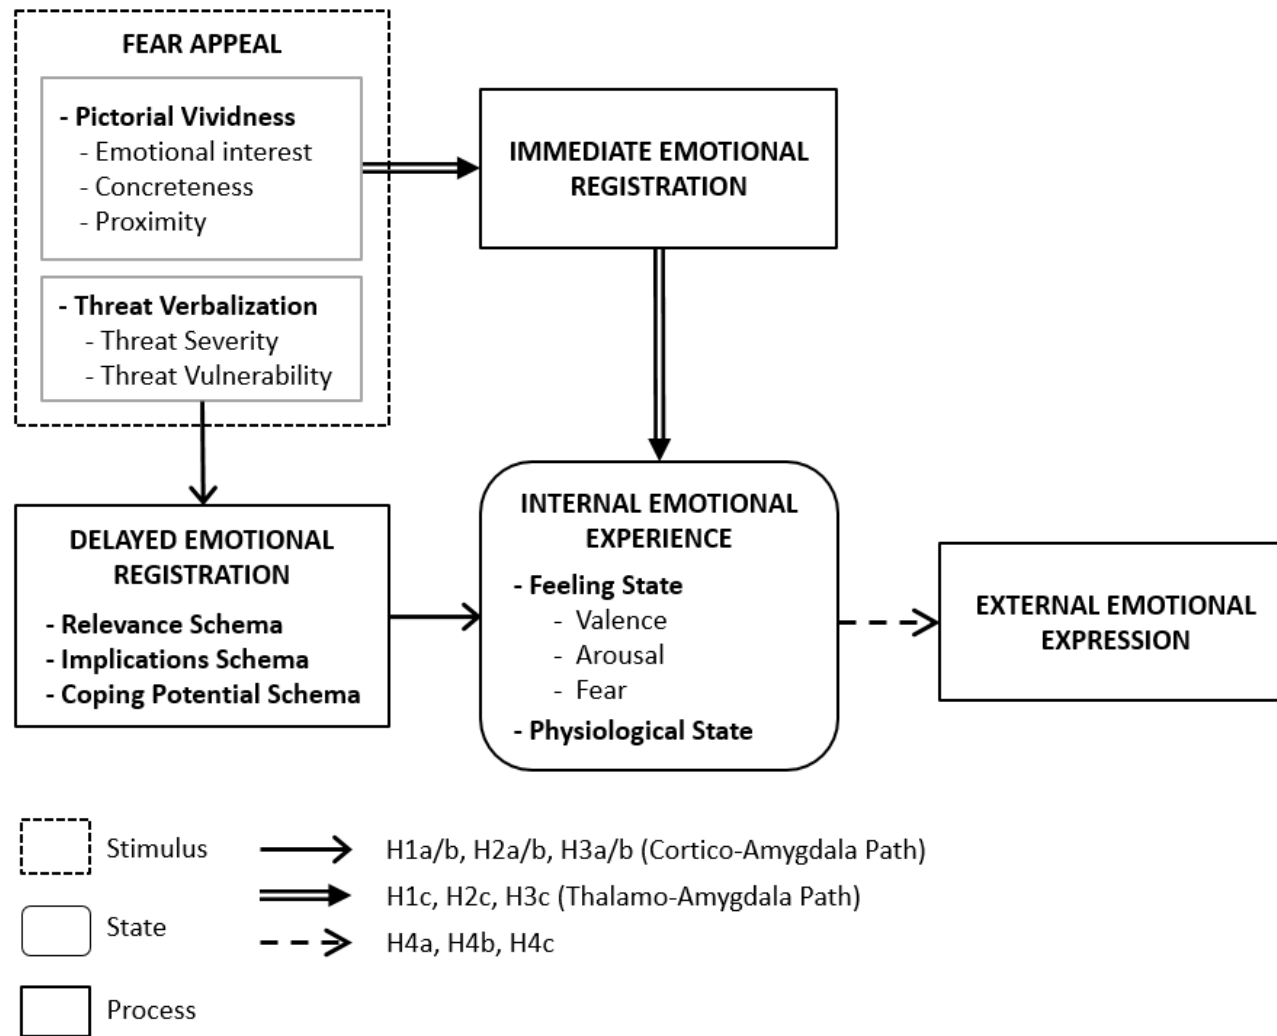 FEAR APPEAL
- Pictorial Vividness
- Emotional interest
- Concreteness
- Proximity
- Threat Verbalization
- Threat Severity
- Threat Vulnerability
IMMEDIATE EMOTIONAL
REGISTRATION
DELAYED EMOTIONAL
REGISTRATION
- Relevance Schema
- Implications Schema
- Coping Potential Schema
INTERNAL EMOTIONAL
EXPERIENCE
- Feeling State
- Valence
- Arousal
- Fear
- Physiological State
EXTERNAL EMOTIONAL
EXPRESSION
Stimulus
State
Process
H1a/b, H2a/b, H3a/b (Cortico-Amygdala Path)
H1c, H2c, H3c (Thalamo-Amygdala Path)
H4a, H4b, H4c